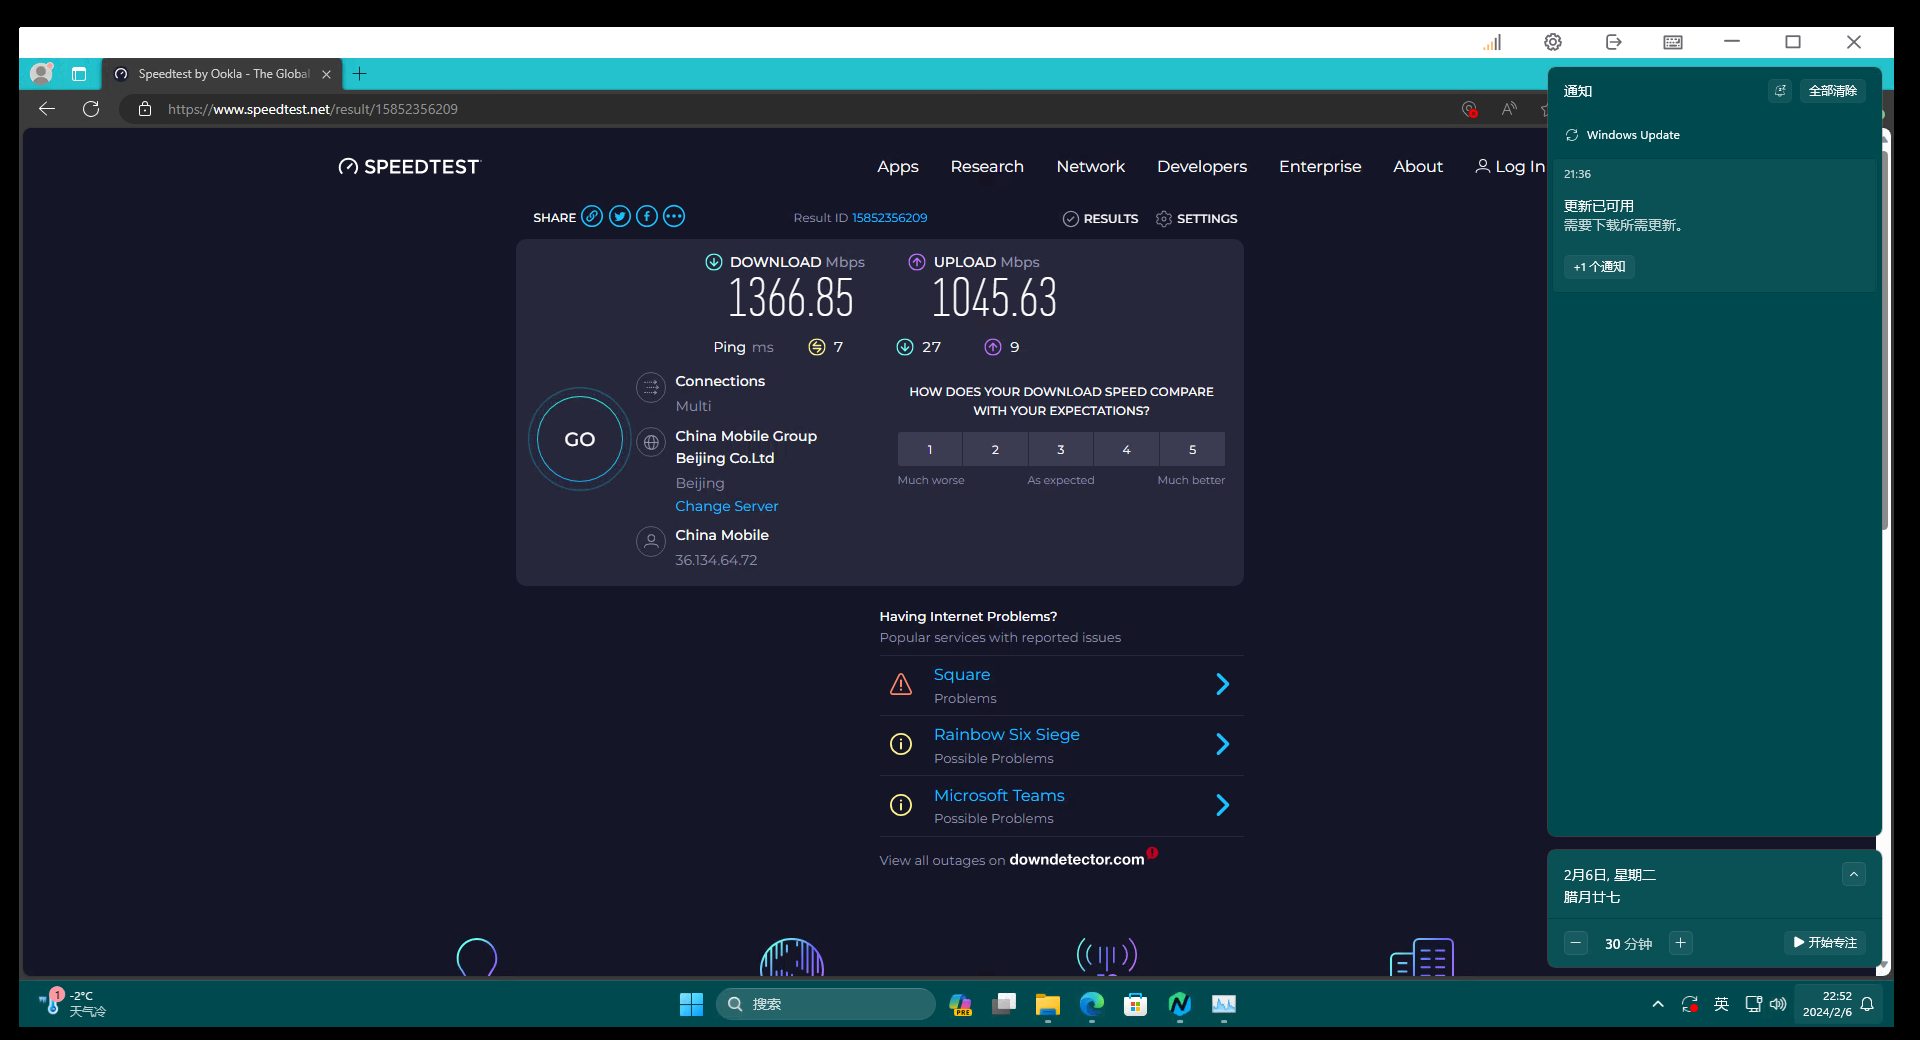 Speedtest by Ookla - The Global
https://www.speedtest.net/result/15852356209
SPEEDTEST
Apps
Research
Network
Developers
Enterprise
About
Log In
SHARE
Result ID 15852356209
RESULTS
SETTINGS
DOWNLOAD Mbps
1366.85
UPLOAD Mbps
1045.63
Ping ms
7
27
9
GO
Connections
Multi
China Mobile Group
Beijing Co.Ltd
Beijing
Change Server
China Mobile
36.134.64.72
HOW DOES YOUR DOWNLOAD SPEED COMPARE
WITH YOUR EXPECTATIONS?
1 2 3 4 5
Much worse As expected Much better
Having Internet Problems?
Popular services with reported issues
Square
Problems
Rainbow Six Siege
Possible Problems
Microsoft Teams
Possible Problems
View all outages on downdetector.com
通知
全部清除
Windows Update
21:36
更新已可用
需要下载所需更新。
+1 个通知
2月6日, 星期二
腊月廿七
30 分钟
开始专注
1
-2°C
天气冷
搜索
PRE
英
22:52
2024/2/6